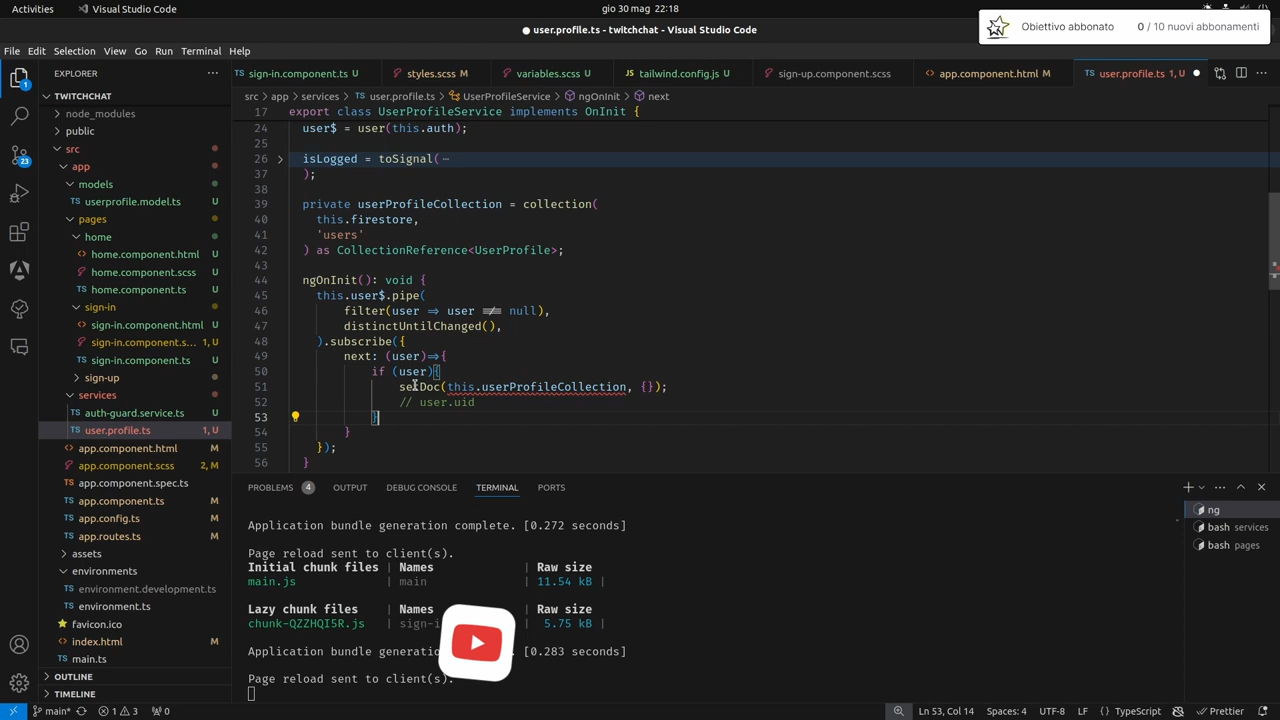 Activities
Visual Studio Code
gio 30 mag 22:18
Obiettivo abbonato
0 / 10 nuovi abbonamenti
● user.profile.ts - twitchchat - Visual Studio Code
File Edit Selection View Go Run Terminal Help
EXPLORER
sign-in.component.ts U
styles.scss M
variables.scss U
tailwind.config.js U
sign-up.component.scss
app.component.html M
user.profile.ts 1, U
TWITCHCHAT
node_modules
public
src
app
models
userprofile.model.ts U
pages
home
home.component.html U
home.component.scss U
home.component.ts U
sign-in
sign-in.component.html U
sign-in.component.s... 1, U
sign-in.component.ts U
sign-up
services
auth-guard.service.ts U
user.profile.ts 1, U
app.component.html M
app.component.scss 2, M
app.component.spec.ts
app.component.ts M
app.config.ts M
app.routes.ts M
assets
environments
environment.development.ts
environment.ts
favicon.ico
index.html M
main.ts
OUTLINE
TIMELINE
src > app > services > user.profile.ts > UserProfileService > ngOnInit > next
17 export class UserProfileService implements OnInit {
24 user$ = user(this.auth);
25
26 isLogged = toSignal( ⋯
37 );
38
39 private userProfileCollection = collection(
40 this.firestore,
41 'users'
42 ) as CollectionReference<UserProfile>;
43
44 ngOnInit(): void {
45 this.user$.pipe(
46 filter(user => user !== null),
47 distinctUntilChanged(),
48 ).subscribe({
49 next: (user)=>{
50 if (user){
51 setDoc(this.userProfileCollection, {});
52 // user.uid
53 }
54 }
55 });
56 }
PROBLEMS 4 OUTPUT DEBUG CONSOLE TERMINAL PORTS
Application bundle generation complete. [0.272 seconds]
Page reload sent to client(s).
Initial chunk files | Names | Raw size
main.js | main | 11.54 kB |
Lazy chunk files | Names | Raw size
chunk-QZZHQI5R.js | sign-i | 5.75 kB |
Application bundle generati [0.283 seconds]
Page reload sent to client(s).
ng
bash services
bash pages
main* 1 3 0
Ln 53, Col 14 Spaces: 4 UTF-8 LF TypeScript Prettier
23
1